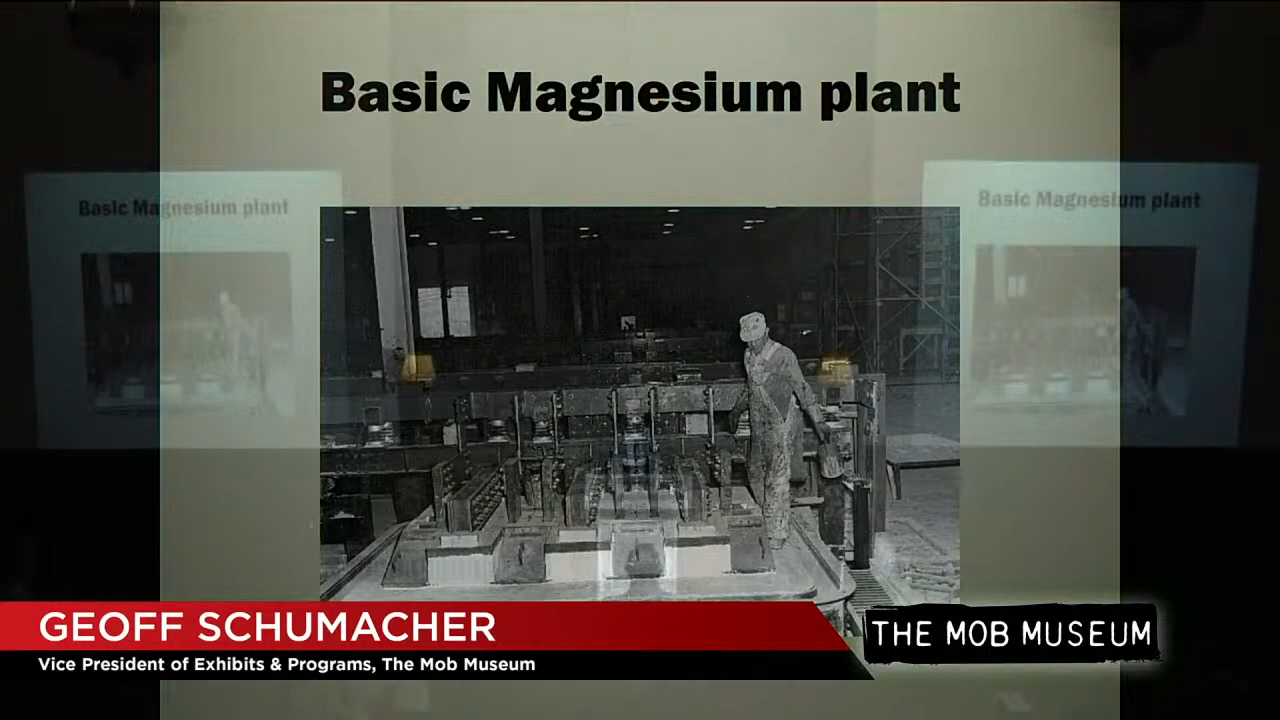 Basic Magnesium plant
Basic Magnesium plant
Basic Magnesium plant
GEOFF SCHUMACHER
Vice President of Exhibits & Programs, The Mob Museum
THE MOB MUSEUM